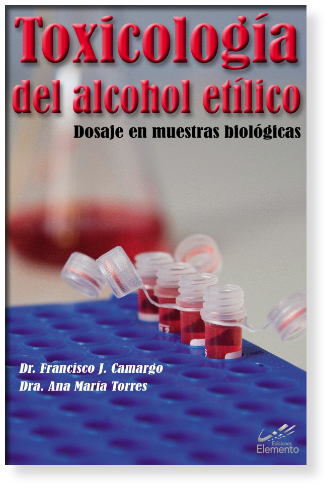 Toxicología
del alcohol etílico
Dosaje en muestras biológicas
Dr. Francisco J. Camargo
Dra. Ana María Torres
Ediciones
Elemento